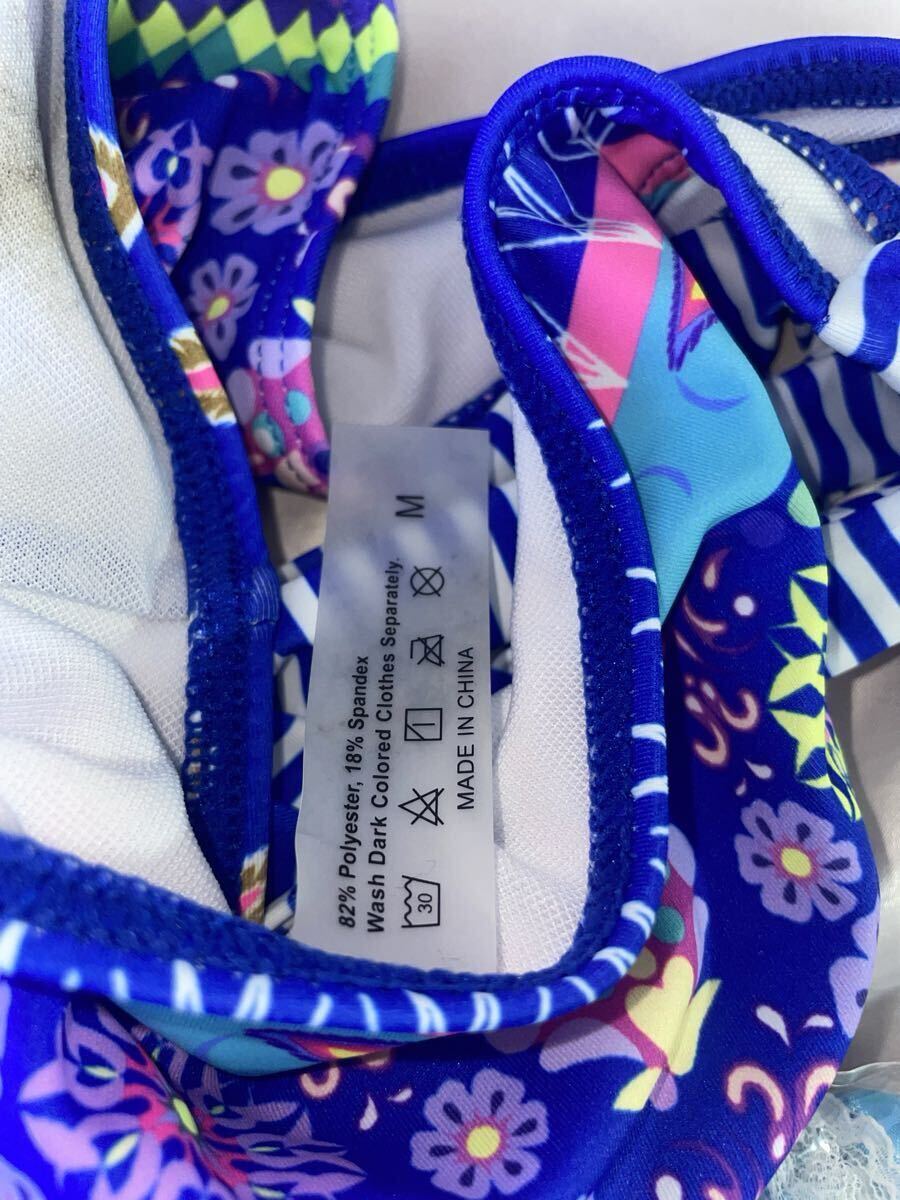 82% Polyester, 18% Spandex
Wash Dark Colored Clothes Separately.
30
M
MADE IN CHINA